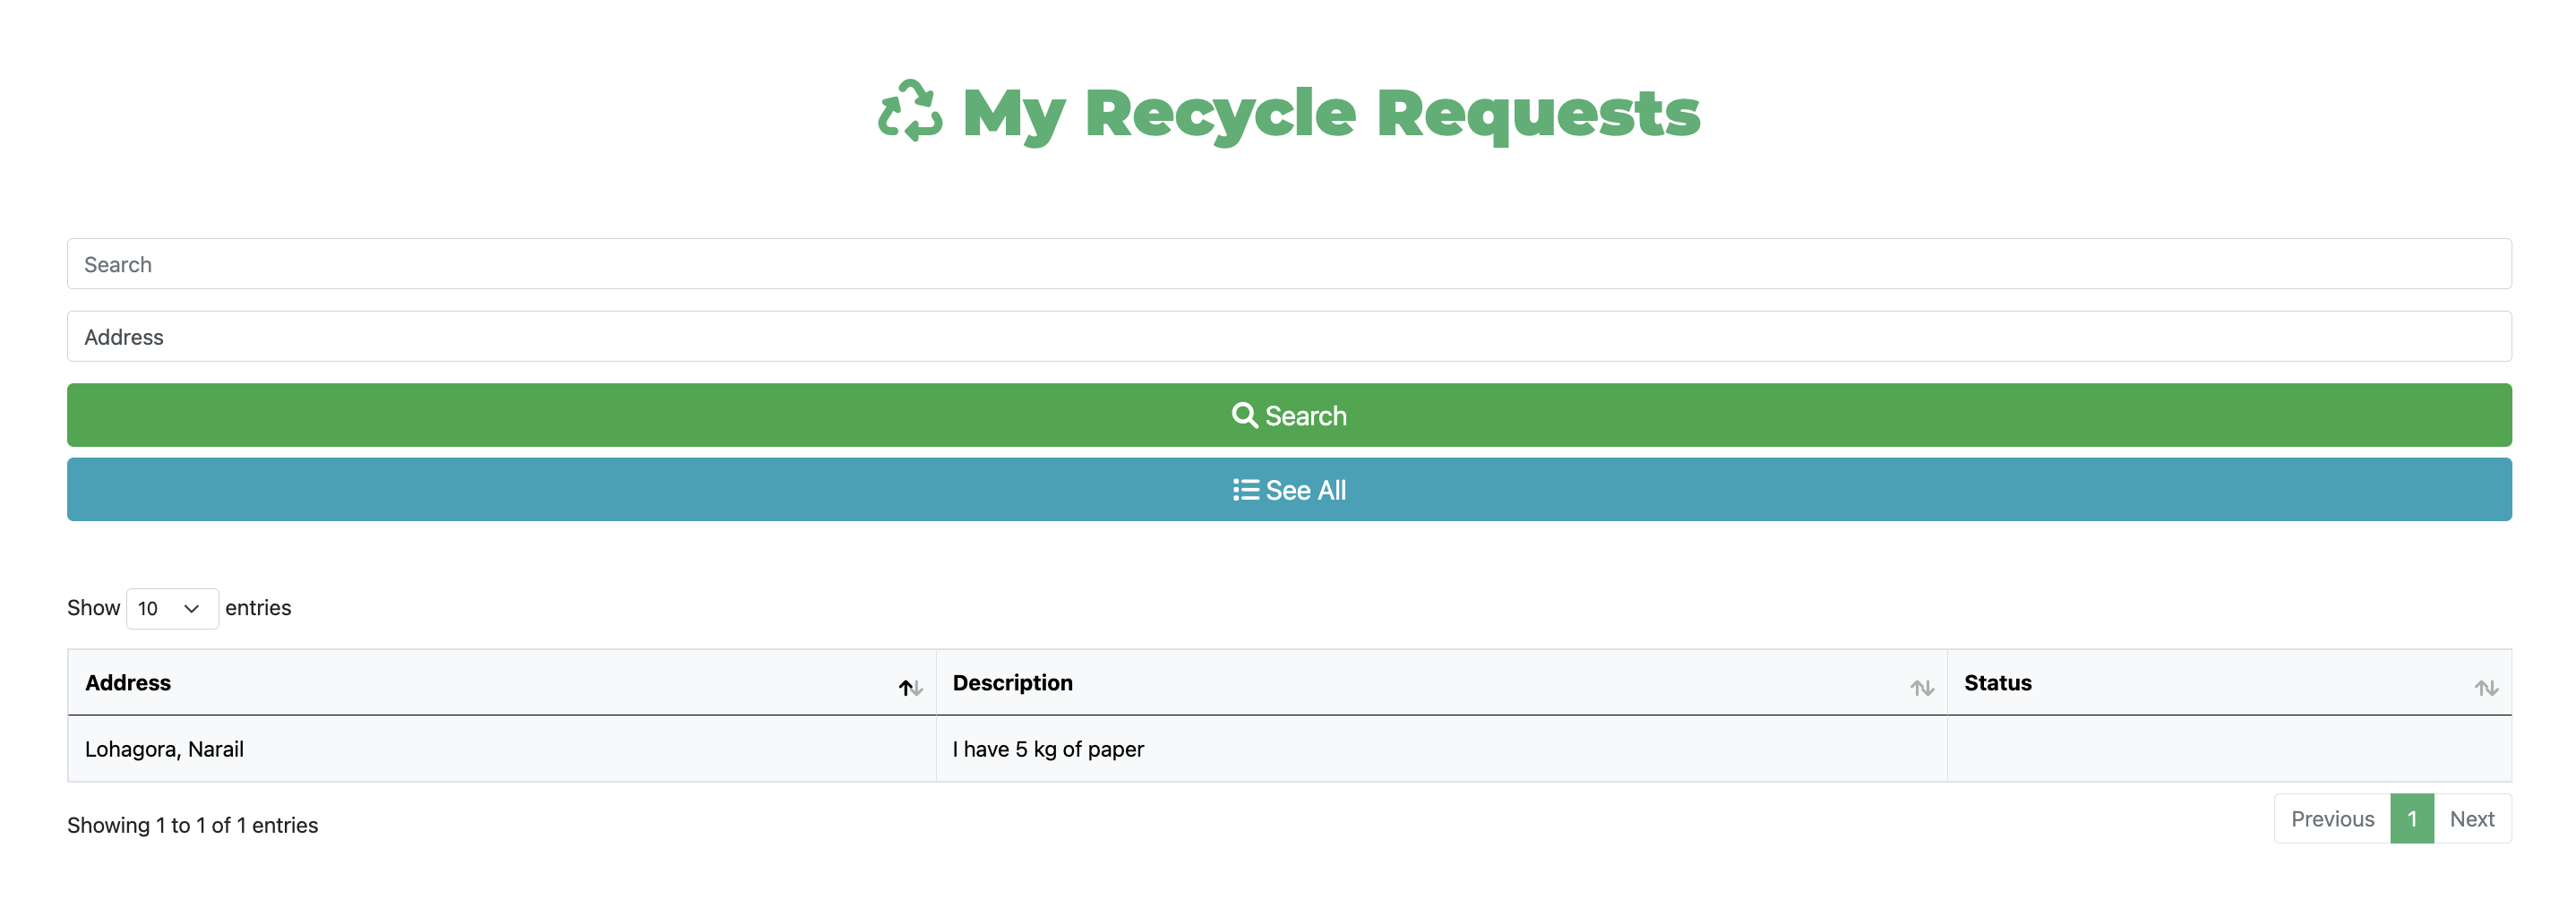 My Recycle Requests
Search
Address
Search
See All
Show 10 entries
Address Description Status
Lohagora, Narail I have 5 kg of paper
Showing 1 to 1 of 1 entries
Previous 1 Next